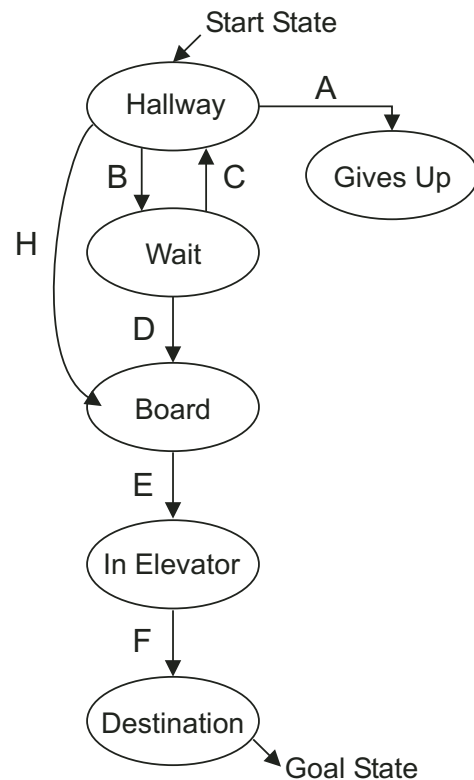 Start State
Hallway
A
Gives Up
B
C
H
Wait
D
Board
E
In Elevator
F
Destination
Goal State